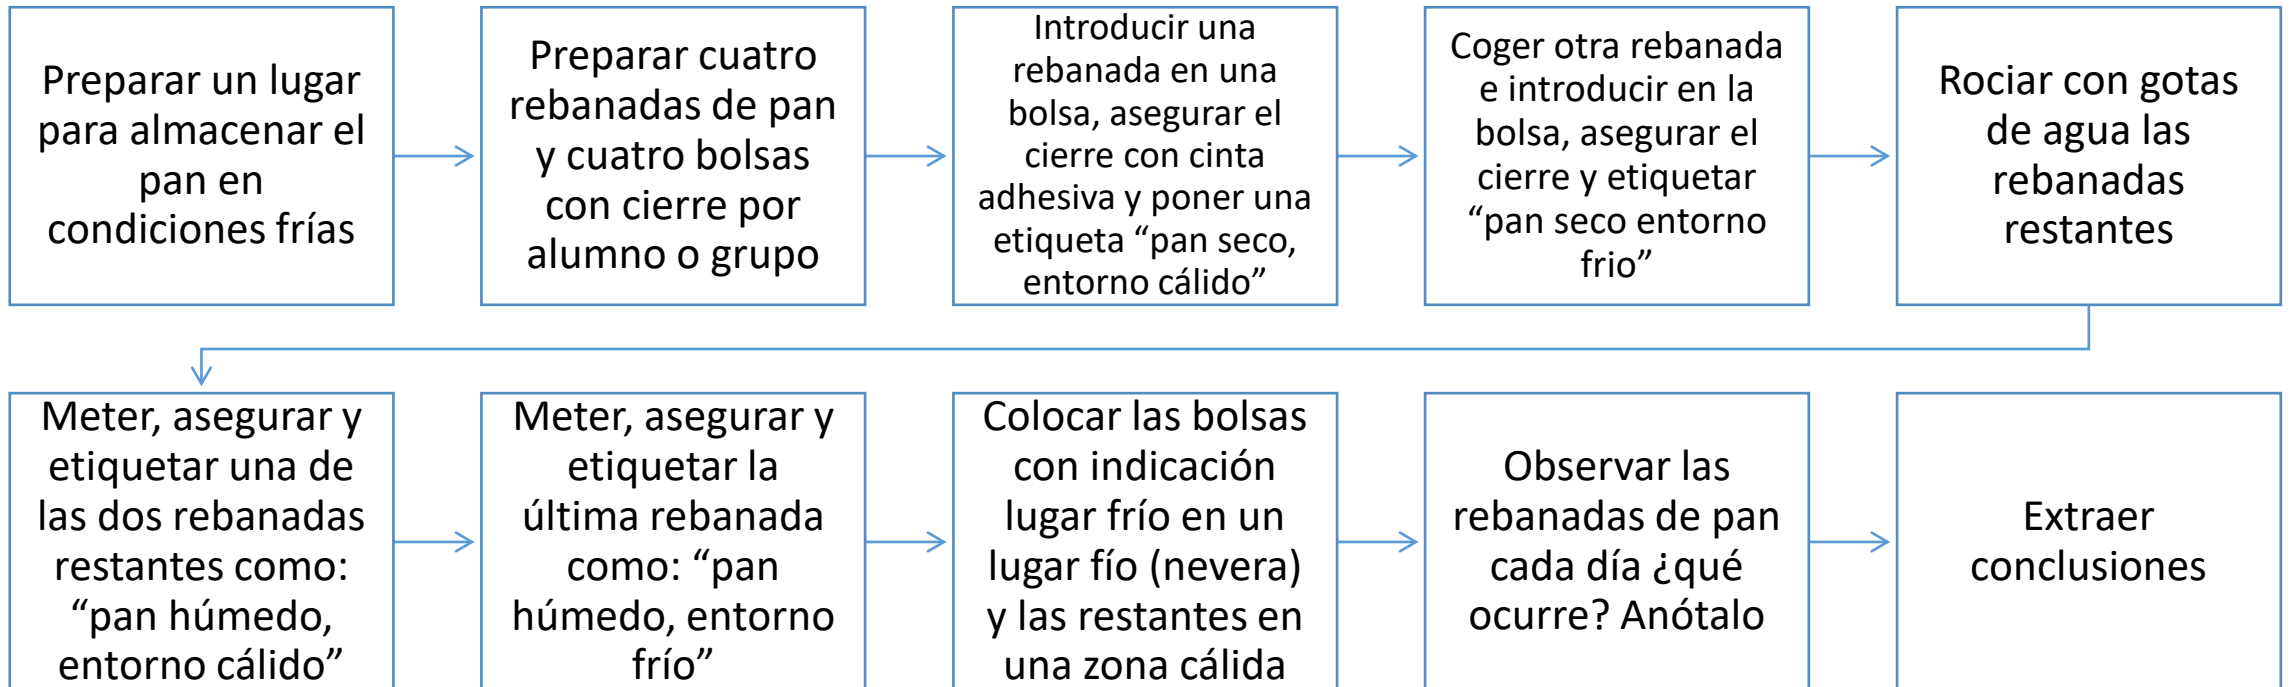 Preparar un lugar
para almacenar el
pan en
condiciones frías
Preparar cuatro
rebanadas de pan
y cuatro bolsas
con cierre por
alumno o grupo
Introducir una
rebanada en una
bolsa, asegurar el
cierre con cinta
adhesiva y poner una
etiqueta “pan seco,
entorno cálido”
Coger otra rebanada
e introducir en la
bolsa, asegurar el
cierre y etiquetar
“pan seco entorno
frio”
Rociar con gotas
de agua las
rebanadas
restantes
Meter, asegurar y
etiquetar una de
las dos rebanadas
restantes como:
“pan húmedo,
entorno cálido”
Meter, asegurar y
etiquetar la
última rebanada
como: “pan
húmedo, entorno
frío”
Colocar las bolsas
con indicación
lugar frío en un
lugar fío (nevera)
y las restantes en
una zona cálida
Observar las
rebanadas de pan
cada día ¿qué
ocurre? Anótalo
Extraer
conclusiones